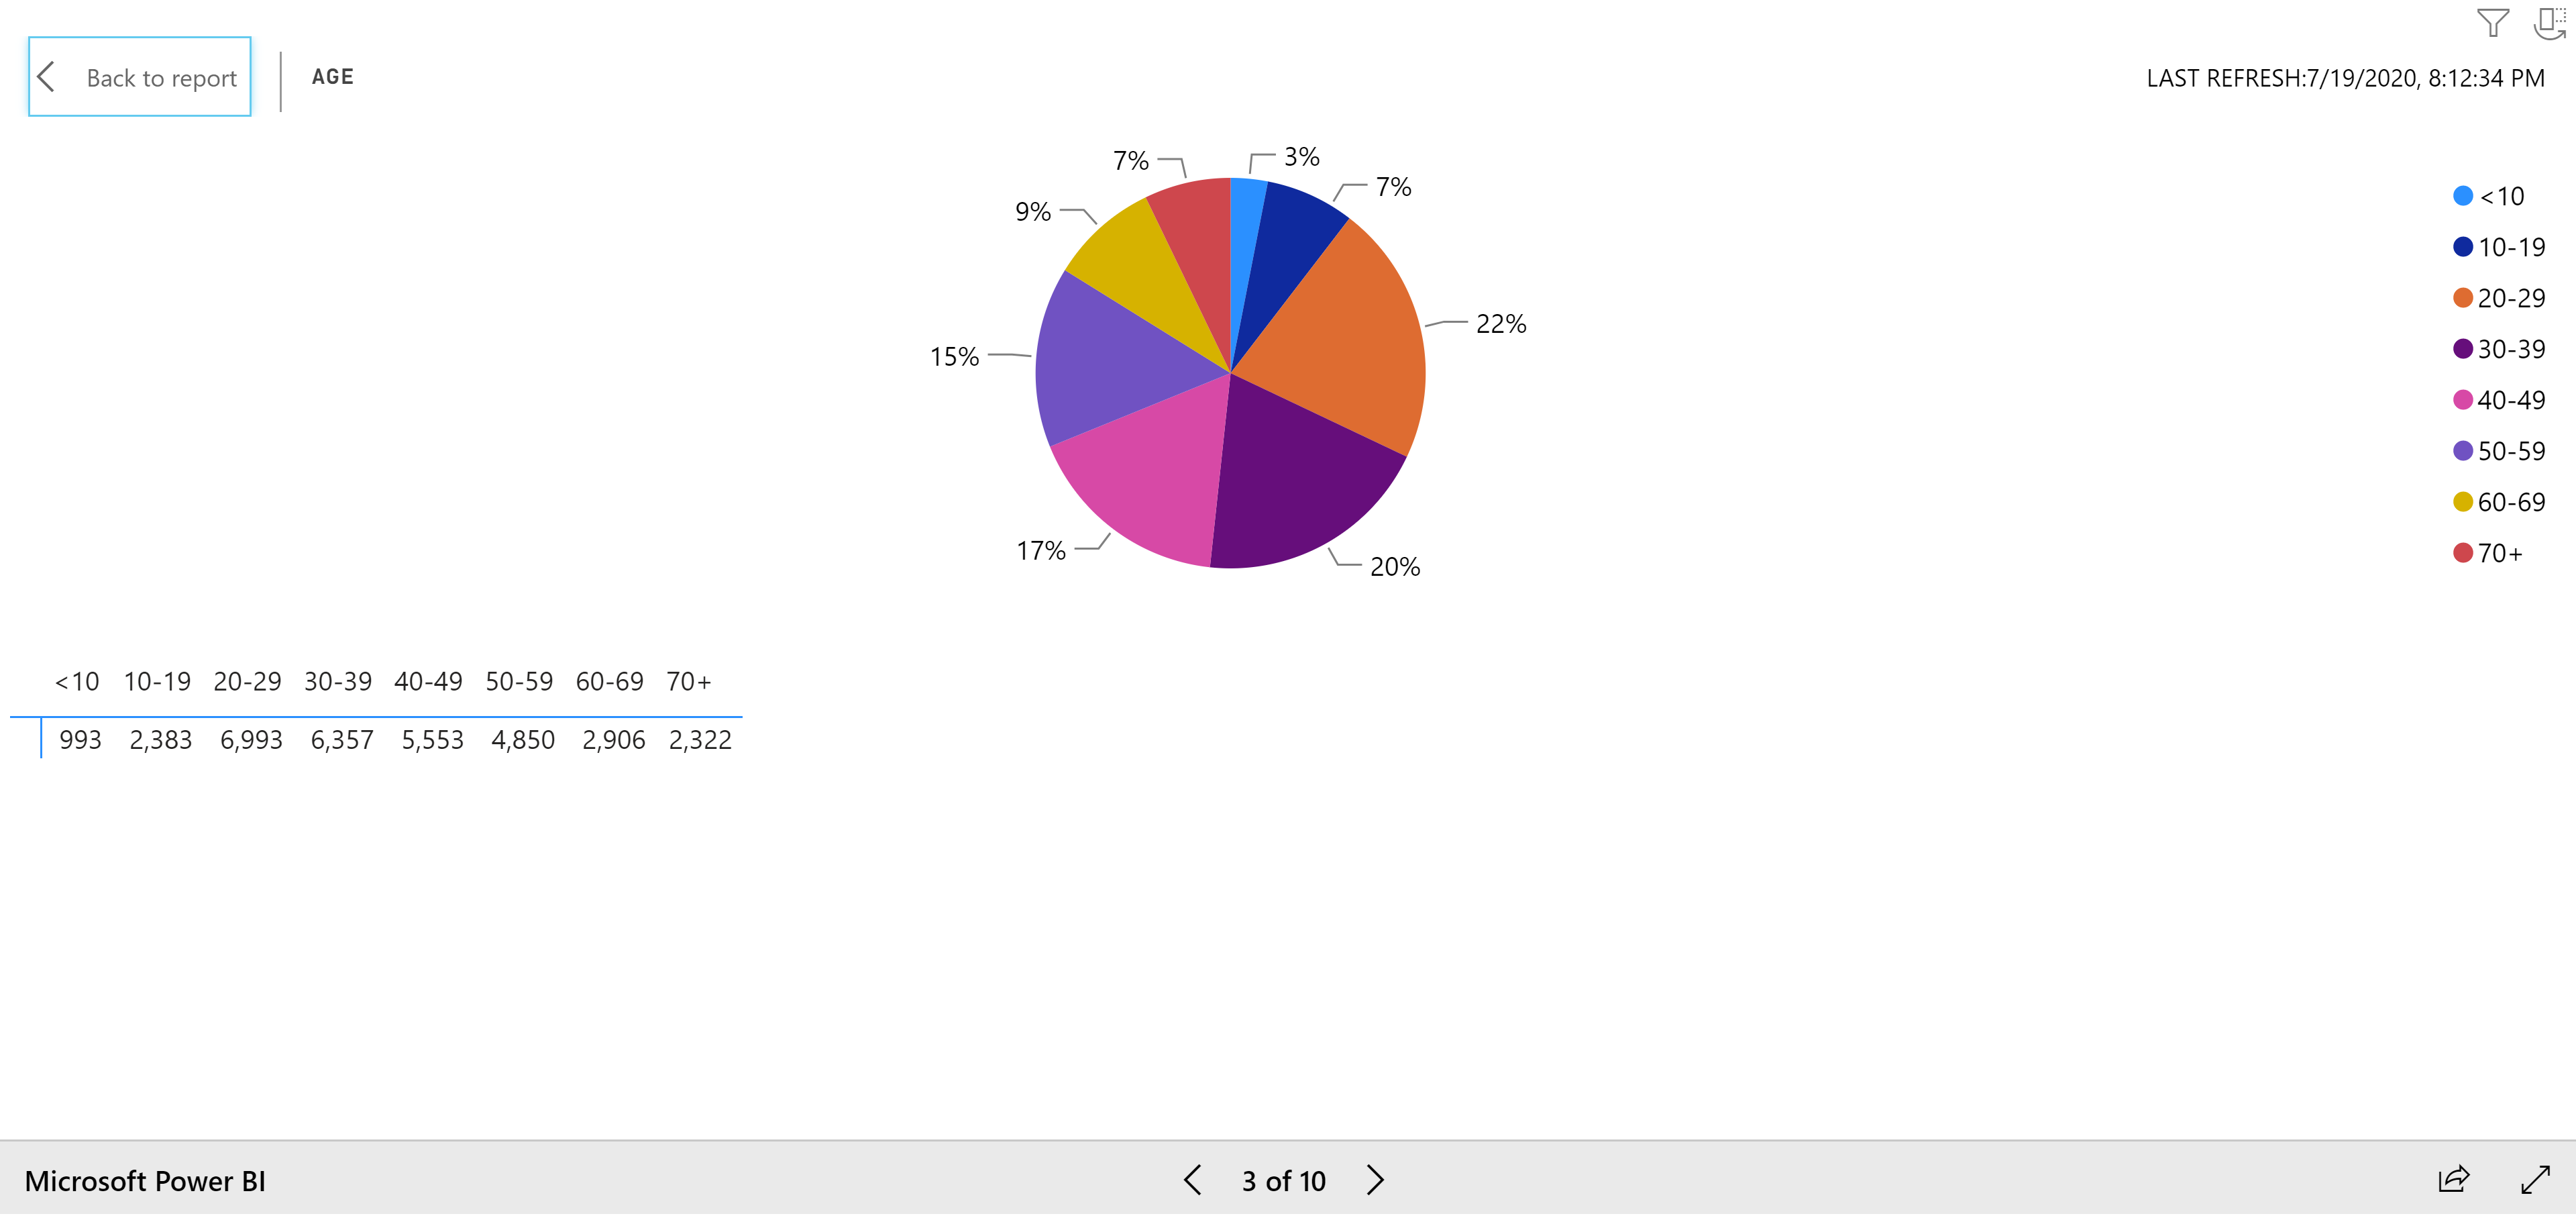 Back to report
AGE
LAST REFRESH:7/19/2020, 8:12:34 PM
7%
3%
7%
9%
22%
15%
17%
20%
<10
10-19
20-29
30-39
40-49
50-59
60-69
70+
<10 10-19 20-29 30-39 40-49 50-59 60-69 70+
993 2,383 6,993 6,357 5,553 4,850 2,906 2,322
Microsoft Power BI
3 of 10